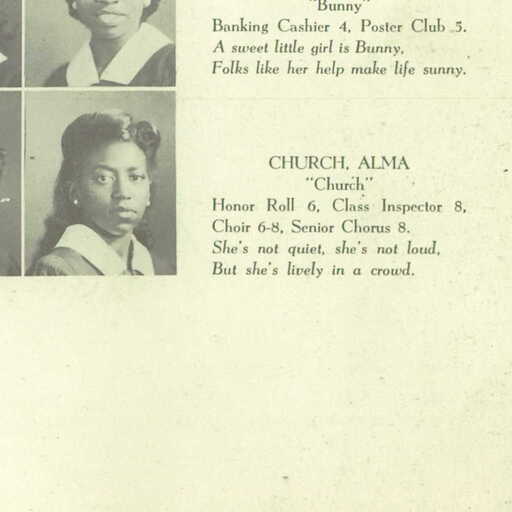 "Bunny"
Banking Cashier 4, Poster Club 5.
A sweet little girl is Bunny,
Folks like her help make life sunny.
CHURCH, ALMA
"Church"
Honor Roll 6, Class Inspector 8,
Choir 6-8, Senior Chorus 8.
She's not quiet, she's not loud,
But she's lively in a crowd.